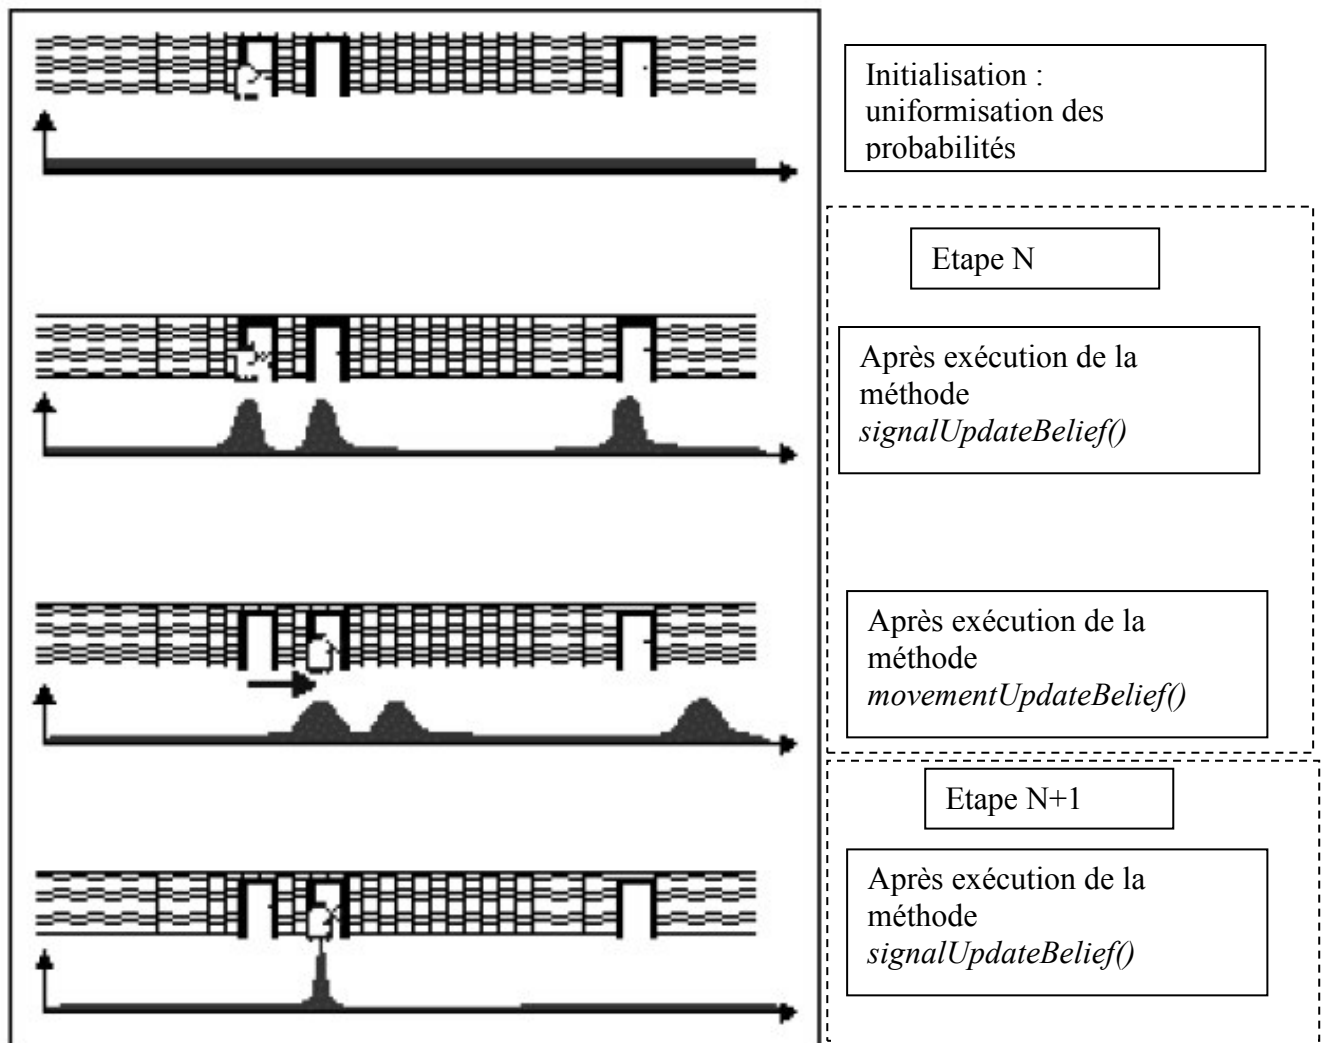 Initialisation :
uniformisation des
probabilités
Etape N
Après exécution de la
méthode
signalUpdateBelief()
Après exécution de la
méthode
movementUpdateBelief()
Etape N+1
Après exécution de la
méthode
signalUpdateBelief()